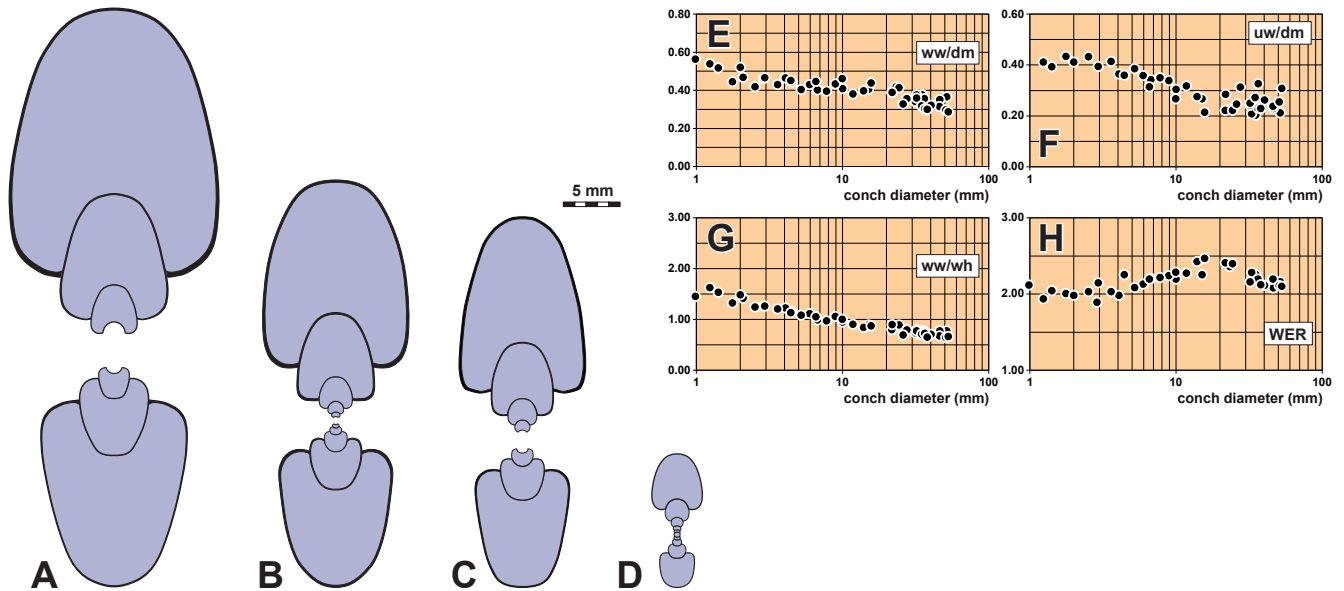 A
B
C
D
5 mm
E
ww/dm
0.80
0.60
0.40
0.20
0.00
1
10
100
conch diameter (mm)
F
uw/dm
0.60
0.40
0.20
0.00
1
10
100
conch diameter (mm)
G
ww/wh
3.00
2.00
1.00
0.00
1
10
100
conch diameter (mm)
H
WER
3.00
2.00
1.00
1
10
100
conch diameter (mm)